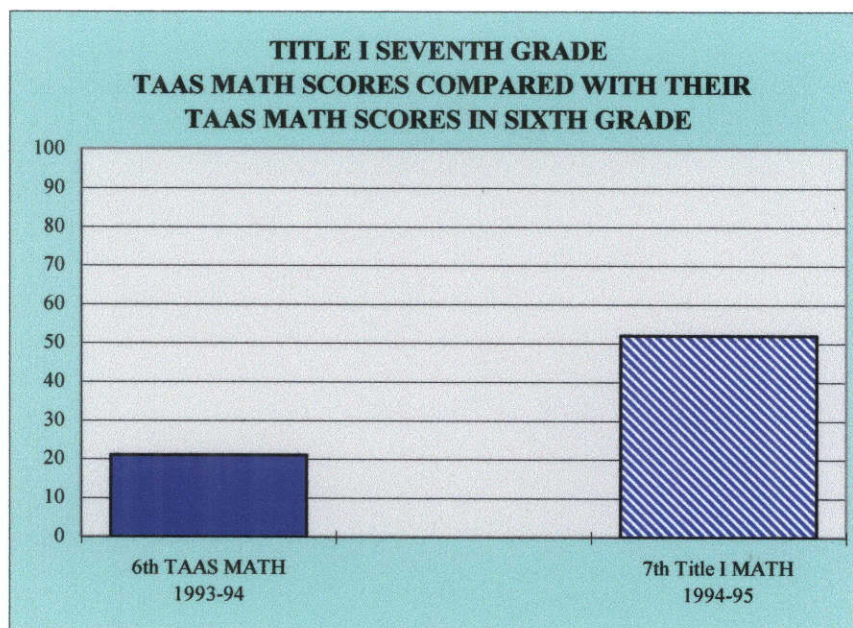 TITLE I SEVENTH GRADE
TAAS MATH SCORES COMPARED WITH THEIR
TAAS MATH SCORES IN SIXTH GRADE
100
90
80
70
60
50
40
30
20
10
0
6th TAAS MATH
1993-94
7th Title I MATH
1994-95